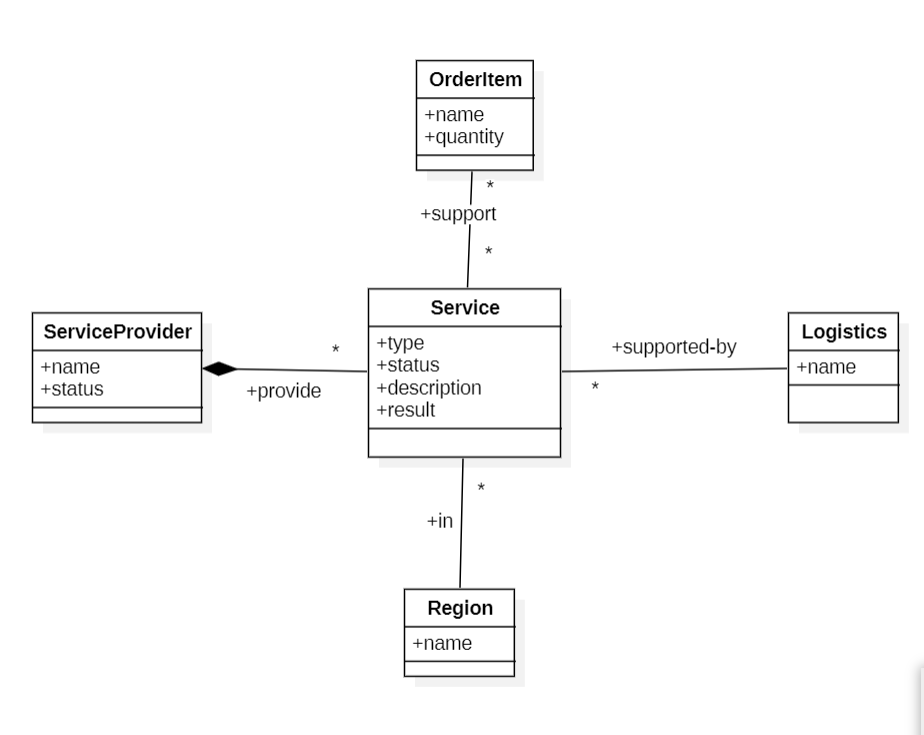 OrderItem
+name
+quantity
*
+support
*
Service
+type
+status
+description
+result
ServiceProvider
+name
+status
*
+provide
+supported-by
*
Logistics
+name
*
+in
Region
+name